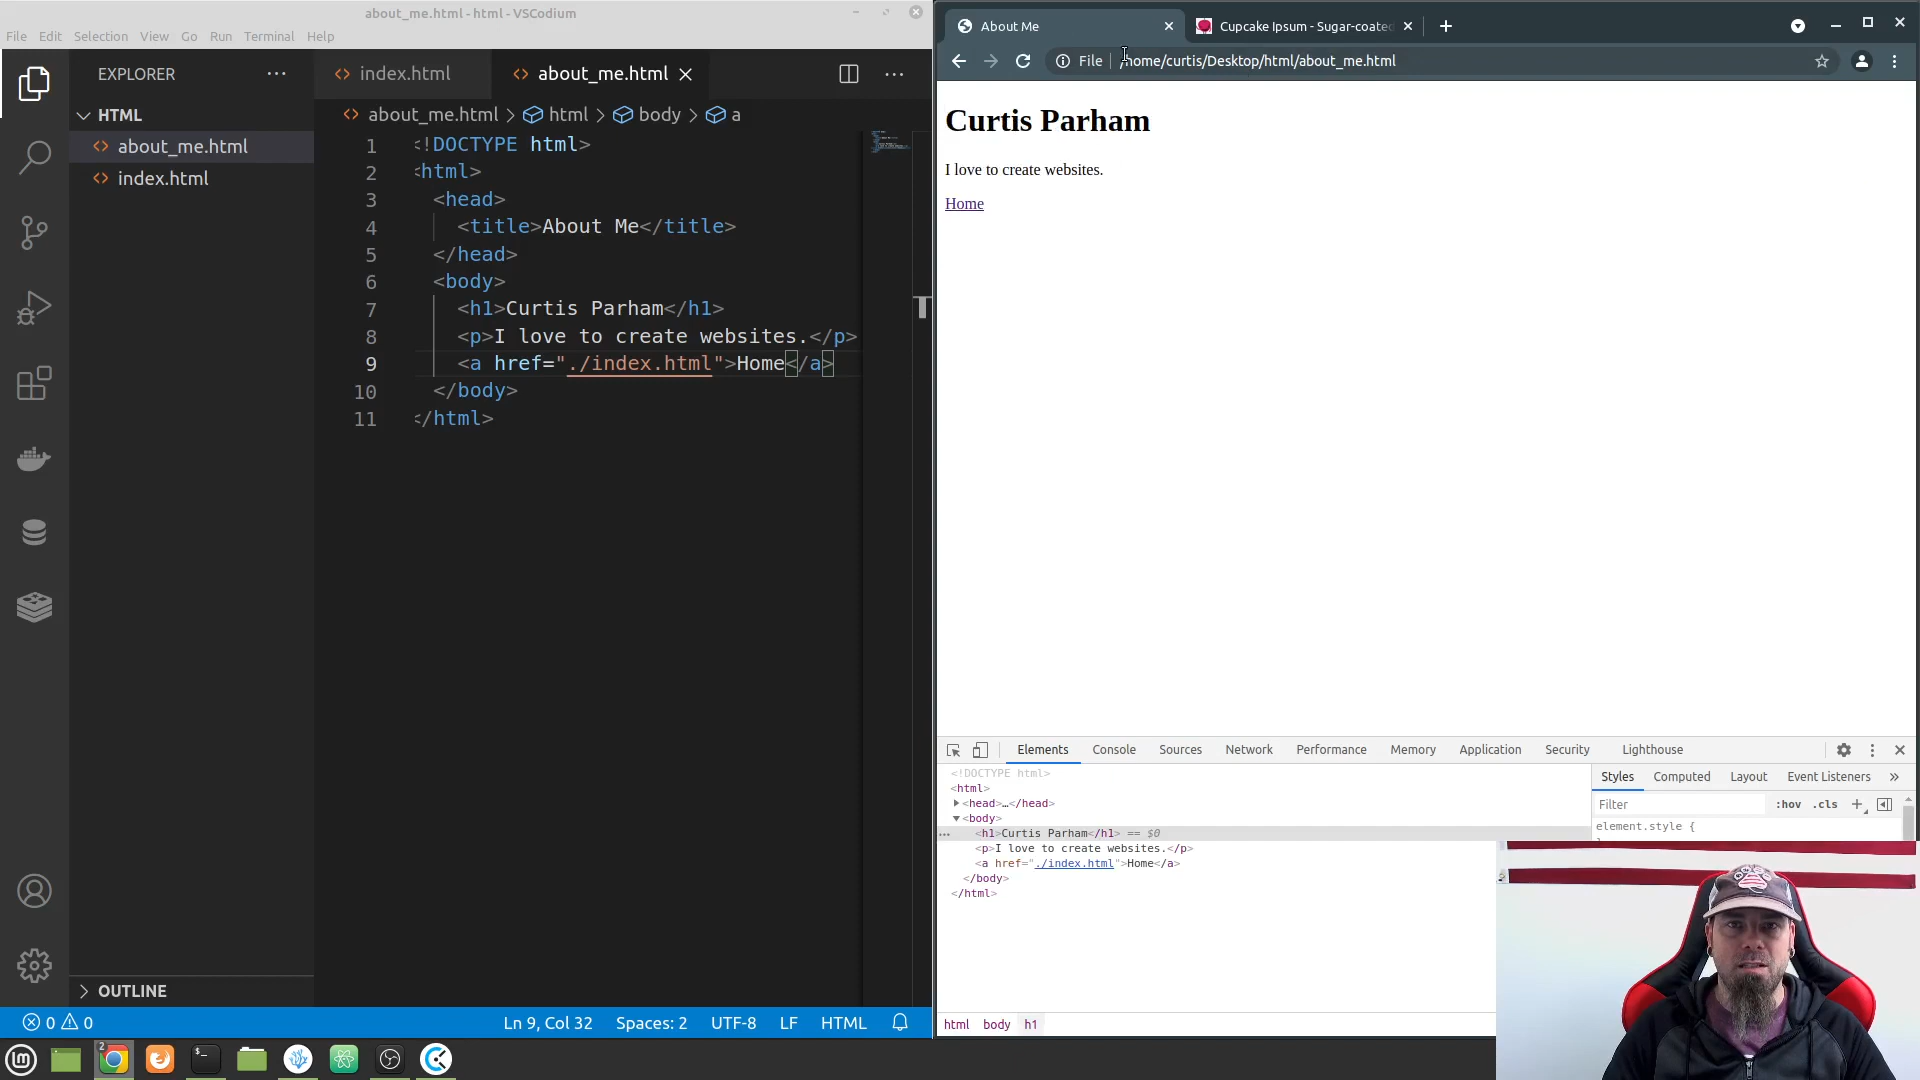 about_me.html - html - VSCodium
File Edit Selection View Go Run Terminal Help
EXPLORER
HTML
about_me.html
index.html
OUTLINE
index.html
about_me.html
about_me.html > html > body > a
1 <!DOCTYPE html>
2 <html>
3 <head>
4 <title>About Me</title>
5 </head>
6 <body>
7 <h1>Curtis Parham</h1>
8 <p>I love to create websites.</p>
9 <a href="./index.html">Home</a>
10 </body>
11 </html>
0 0 Ln 9, Col 32 Spaces: 2 UTF-8 LF HTML
About Me
Cupcake Ipsum - Sugar-coated
File /home/curtis/Desktop/html/about_me.html
Curtis Parham
I love to create websites.
Home
Elements Console Sources Network Performance Memory Application Security Lighthouse
<!DOCTYPE html>
<html>
<head>…</head>
<body>
<h1>Curtis Parham</h1> == $0
<p>I love to create websites.</p>
<a href="./index.html">Home</a>
</body>
</html>
html body h1
Styles Computed Layout Event Listeners »
Filter :hov .cls +
element.style {
2